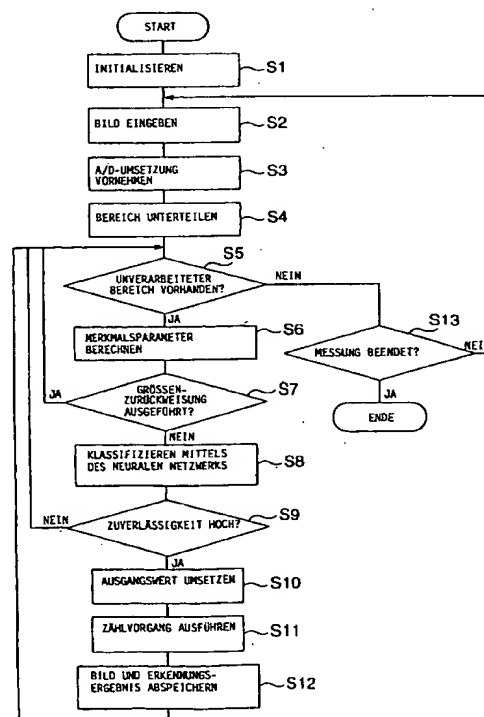 START
INITIALISIEREN
S1
BILD EINGEBEN
S2
A/D-UMSETZUNG
VORNEHMEN
S3
BEREICH UNTERTEILEN
S4
S5
UNVERARBEITETER
BEREICH VORHANDEN?
NEIN
JA
MERKMALSPARAMETER
BERECHNEN
S6
S13
MESSUNG BEENDET?
NEIN
JA
ENDE
S7
GRÖSSEN-
ZURÜCKWEISUNG
AUSGEFÜHRT?
JA
NEIN
KLASSIFIZIEREN MITTELS
DES NEURALEN NETZWERKS
S8
S9
ZUVERLÄSSIGKEIT HOCH?
NEIN
JA
AUSGANGSWERT UMSETZEN
S10
ZÄHLVORGANG AUSFÜHREN
S11
BILD UND ERKENNUNGS-
ERGEBNIS ABSPEICHERN
S12